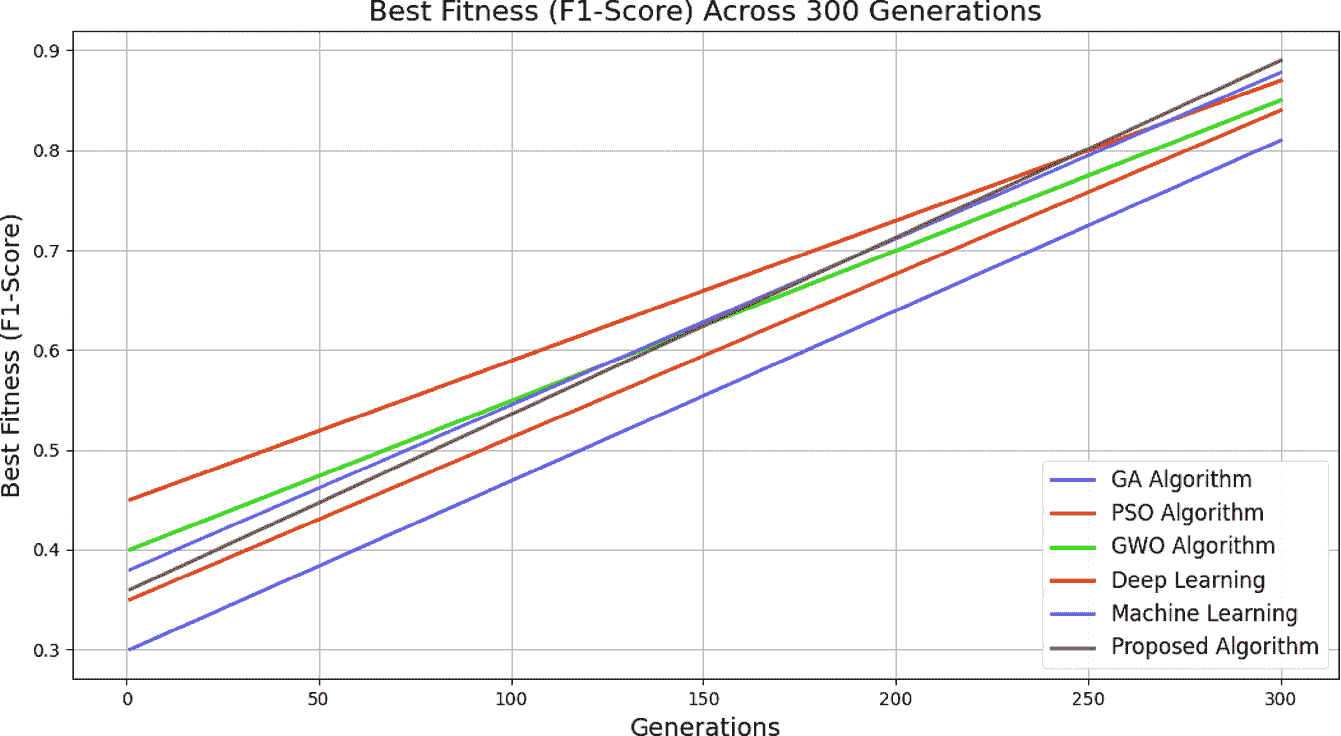 Best Fitness (F1-Score) Across 300 Generations
Best Fitness (F1-Score)
0.9
0.8
0.7
0.6
0.5
0.4
0.3
0 50 100 150 200 250 300
Generations
GA Algorithm
PSO Algorithm
GWO Algorithm
Deep Learning
Machine Learning
Proposed Algorithm